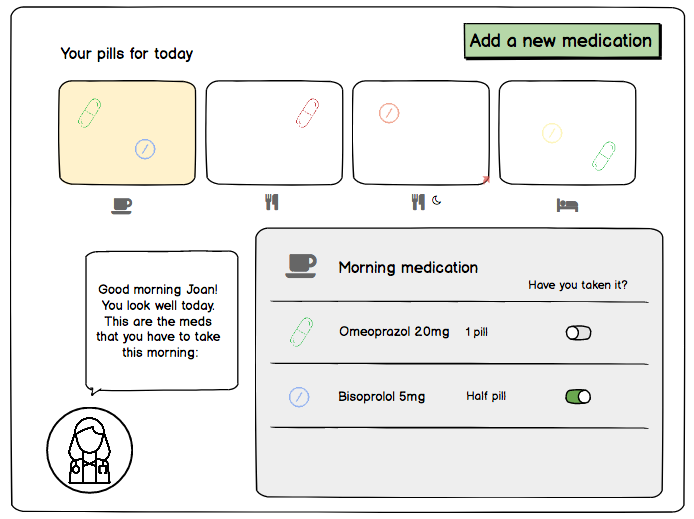 Add a new medication
Your pills for today
Good morning Joan!
You look well today.
This are the meds
that you have to take
this morning:
Morning medication
Have you taken it?
Omeoprazol 20mg 1 pill
Bisoprolol 5mg Half pill